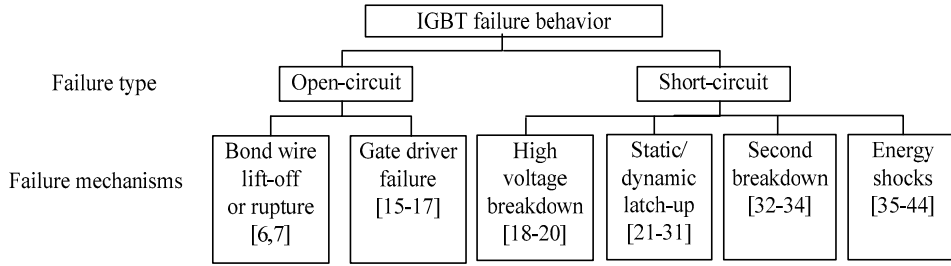 IGBT failure behavior
Failure type
Open-circuit
Short-circuit
Failure mechanisms
Bond wire
lift-off
or rupture
[6,7]
Gate driver
failure
[15-17]
High
voltage
breakdown
[18-20]
Static/
dynamic
latch-up
[21-31]
Second
breakdown
[32-34]
Energy
shocks
[35-44]